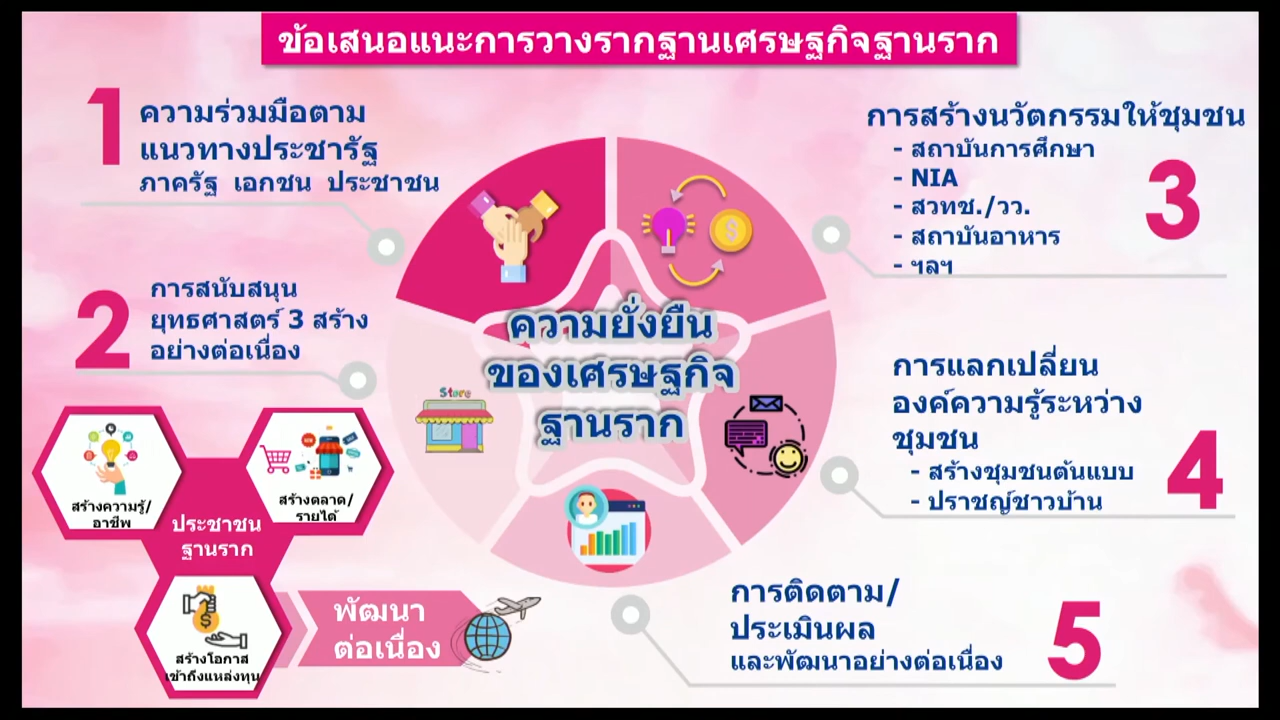 ข้อเสนอแนะการวางรากฐานเศรษฐกิจฐานราก
1
ความร่วมมือตาม
แนวทางประชารัฐ
ภาครัฐ เอกชน ประชาชน
2
การสนับสนุน
ยุทธศาสตร์ 3 สร้าง
อย่างต่อเนื่อง
สร้างความรู้/
อาชีพ
สร้างตลาด/
รายได้
ประชาชน
ฐานราก
สร้างโอกาส
เข้าถึงแหล่งทุน
พัฒนา
ต่อเนื่อง
Store
ความยั่งยืน
ของเศรษฐกิจ
ฐานราก
การสร้างนวัตกรรมให้ชุมชน
- สถาบันการศึกษา
- NIA
- สวทช./วว.
- สถาบันอาหาร
- ฯลฯ
3
การแลกเปลี่ยน
องค์ความรู้ระหว่าง
ชุมชน
- สร้างชุมชนต้นแบบ
- ปราชญ์ชาวบ้าน
4
การติดตาม/
ประเมินผล
และพัฒนาอย่างต่อเนื่อง
5